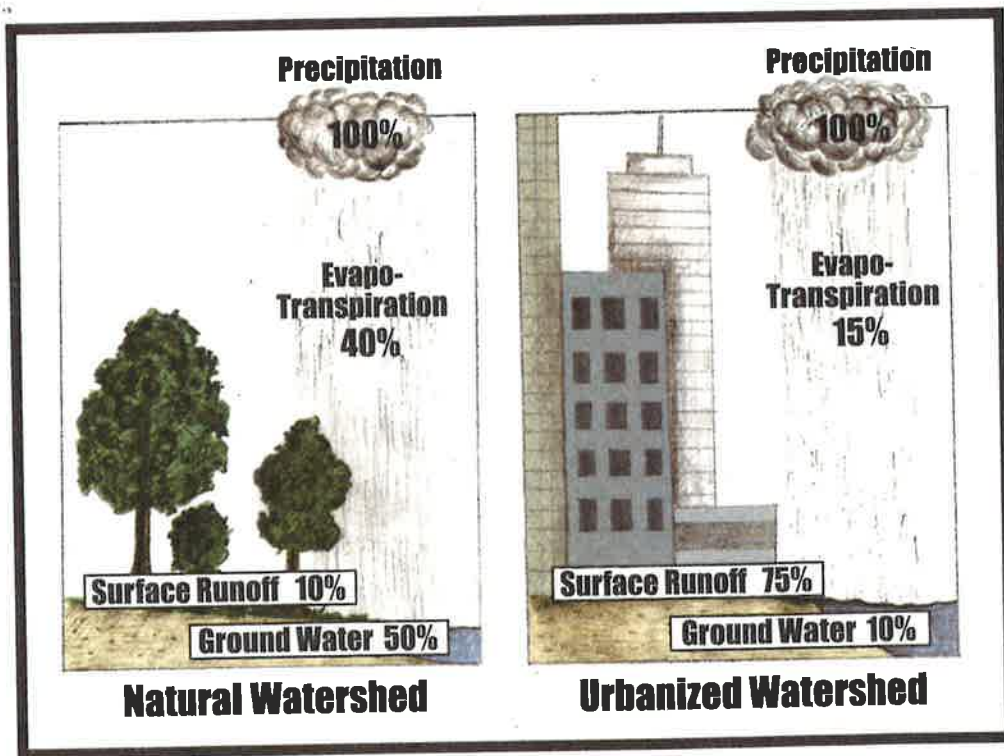 Precipitation
100%
Evapo-
Transpiration
40%
Surface Runoff 10%
Ground Water 50%
Natural Watershed
Precipitation
100%
Evapo-
Transpiration
15%
Surface Runoff 75%
Ground Water 10%
Urbanized Watershed